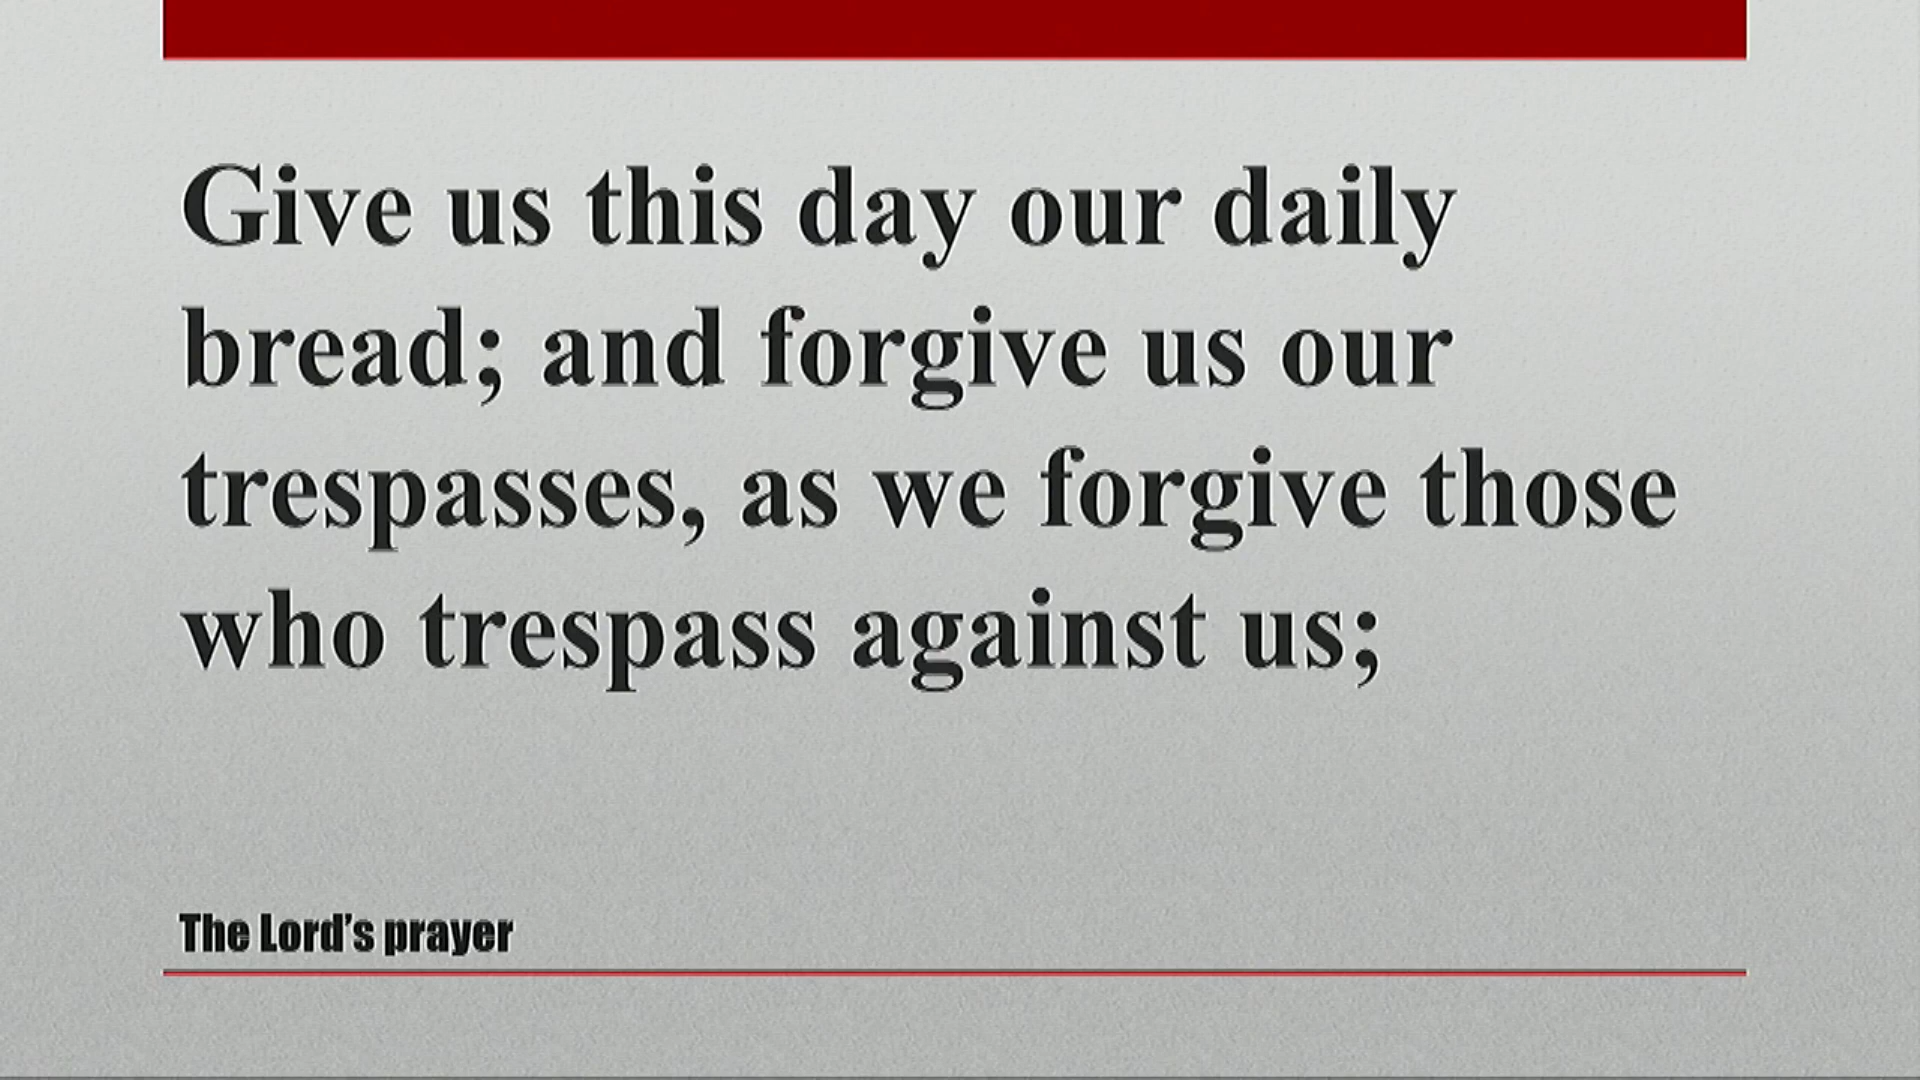 Give us this day our daily
bread; and forgive us our
trespasses, as we forgive those
who trespass against us;
The Lord’s prayer